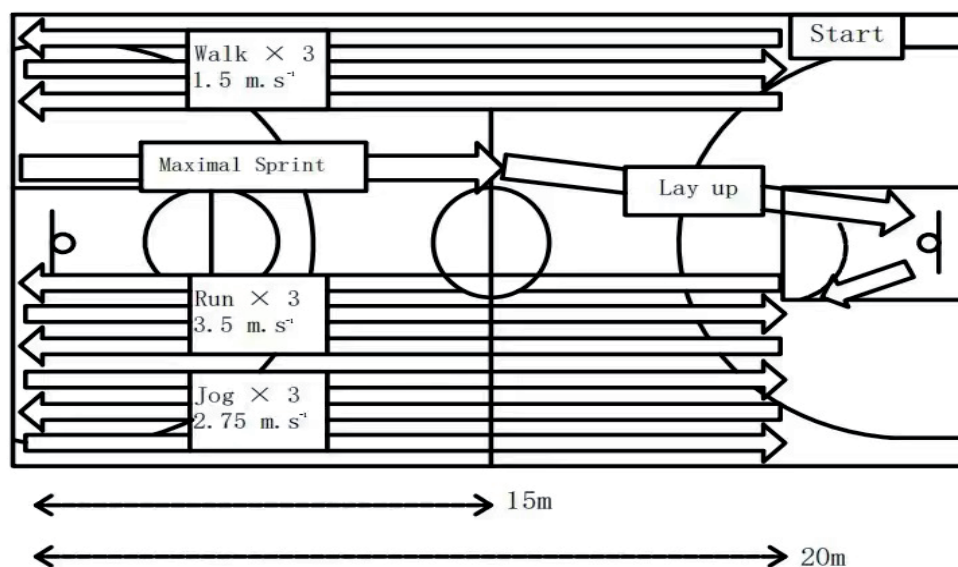 Start
Walk × 3
1.5 m.s⁻¹
Maximal Sprint
Lay up
Run × 3
3.5 m.s⁻¹
Jog × 3
2.75 m.s⁻¹
15m
20m